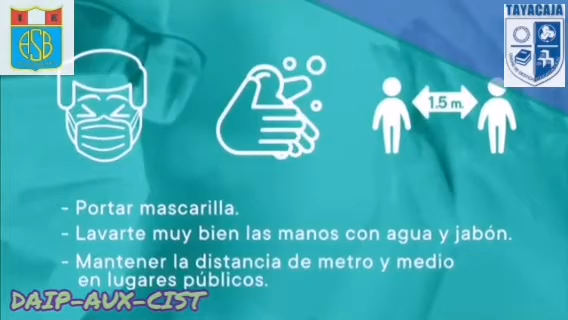 ASB
TAYACAJA
1.5 m.
- Portar mascarilla.
- Lavarte muy bien las manos con agua y jabón.
- Mantener la distancia de metro y medio
en lugares públicos.
DAIP-AUX-CIST